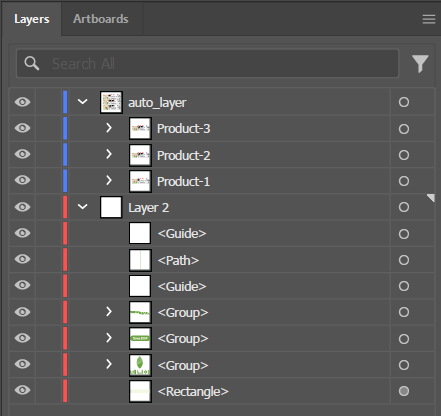 Layers
Artboards
Search All
auto_layer
Product-3
Product-2
Product-1
Layer 2
<Guide>
<Path>
<Guide>
<Group>
<Group>
<Group>
<Rectangle>